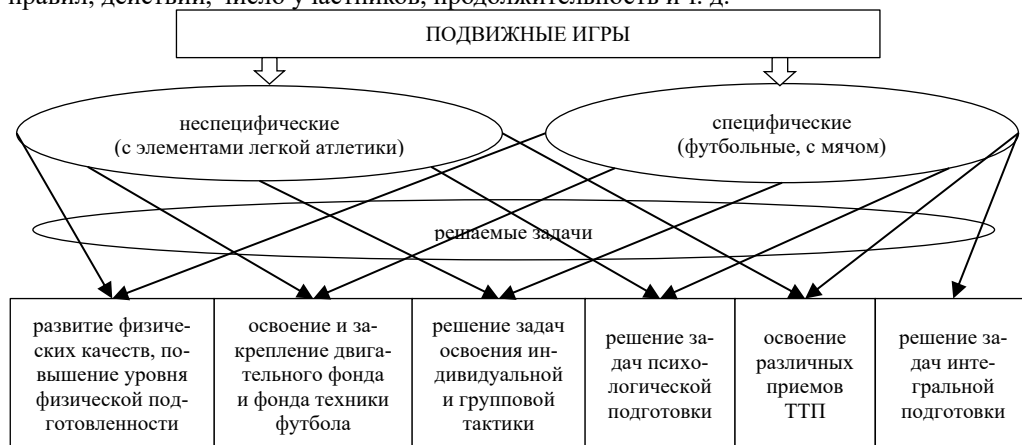 правил, действий, число участников, продолжительность и т. д.
ПОДВИЖНЫЕ ИГРЫ
неспецифические
(с элементами легкой атлетики)
специфические
(футбольные, с мячом)
решаемые задачи
развитие физиче-
ских качеств, по-
вышение уровня
физической под-
готовленности
освоение и за-
крепление двига-
тельного фонда
и фонда техники
футбола
решение задач
освоения ин-
дивидуальной
и групповой
тактики
решение за-
дач психо-
логической
подготовки
освоение
различных
приемов
ТТП
решение за-
дач инте-
гральной
подготовки